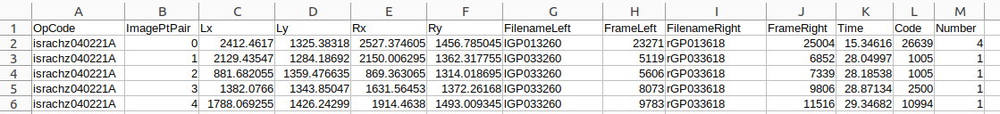 A B C D E F G H I J K L M
1 OpCode ImagePtPair Lx Ly Rx Ry FilenameLeft FrameLeft FilenameRight FrameRight Time Code Number
2 israchz040221A 0 2412.4617 1325.38318 2527.374605 1456.785045 lGP013260 23271 rGP013618 25004 15.34616 26639 4
3 israchz040221A 1 2129.43547 1284.18692 2150.006295 1362.317755 lGP033260 5119 rGP033618 6852 28.04997 1005 1
4 israchz040221A 2 881.682055 1359.476635 869.363065 1314.018695 lGP033260 5606 rGP033618 7339 28.18538 1005 1
5 israchz040221A 3 1382.0766 1343.85047 1631.56453 1372.26168 lGP033260 8073 rGP033618 9806 28.87134 2500 1
6 israchz040221A 4 1788.069255 1426.24299 1914.4638 1493.009345 lGP033260 9783 rGP033618 11516 29.34682 10994 1